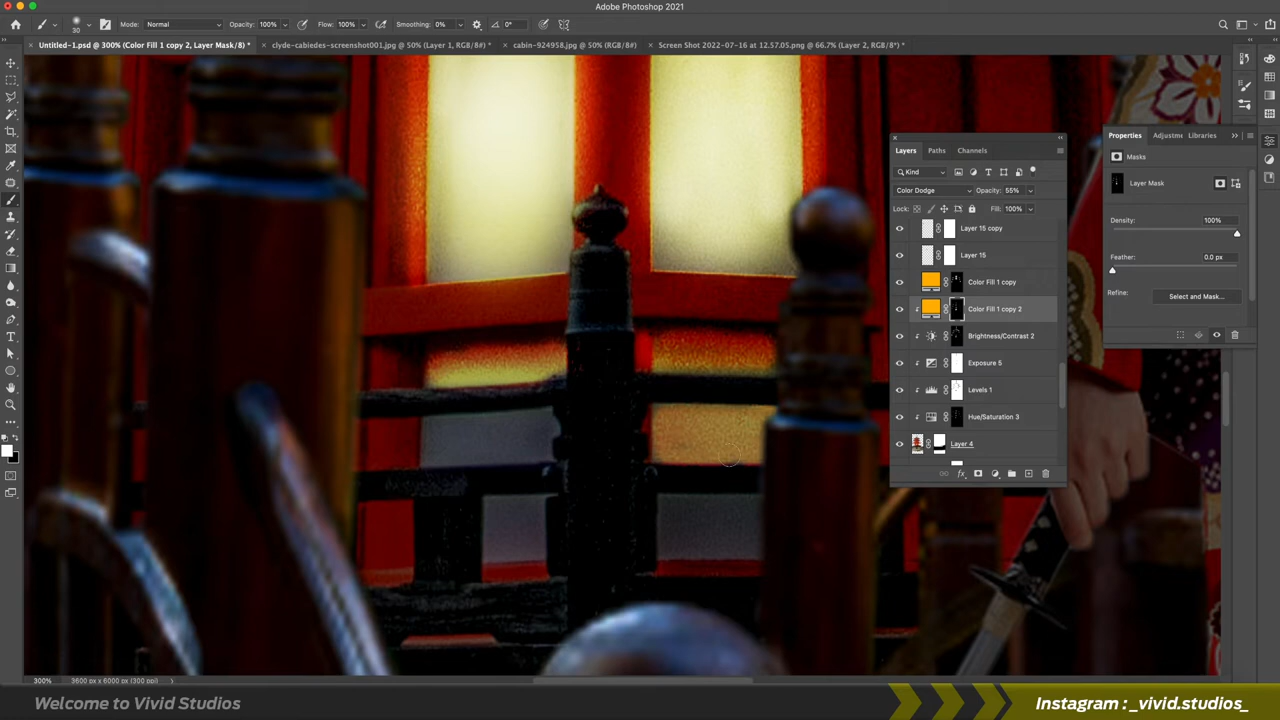 Adobe Photoshop 2021
30
Mode: Normal
Opacity: 100%
Flow: 100%
Smoothing: 0%
0°
Untitled-1.psd @ 300% (Color Fill 1 copy 2, Layer Mask/8) *
clyde-cabiedes-screenshot001.jpg @ 50% (Layer 1, RGB/8#) *
cabin-924958.jpg @ 50% (RGB/8#)
Screen Shot 2022-07-16 at 12.57.05.png @ 66.7% (Layer 2, RGB/8*) *
Layers
Paths
Channels
Kind
Color Dodge
Opacity: 55%
Lock:
Fill: 100%
Layer 15 copy
Layer 15
Color Fill 1 copy
Color Fill 1 copy 2
Brightness/Contrast 2
Exposure 5
Levels 1
Hue/Saturation 3
Layer 4
Properties
Adjustme
Libraries
Masks
Layer Mask
Density: 100%
Feather: 0.0 px
Refine:
Select and Mask...
300%
3600 px x 6000 px (300 ppi)
Welcome to Vivid Studios
Instagram : _vivid.studios_